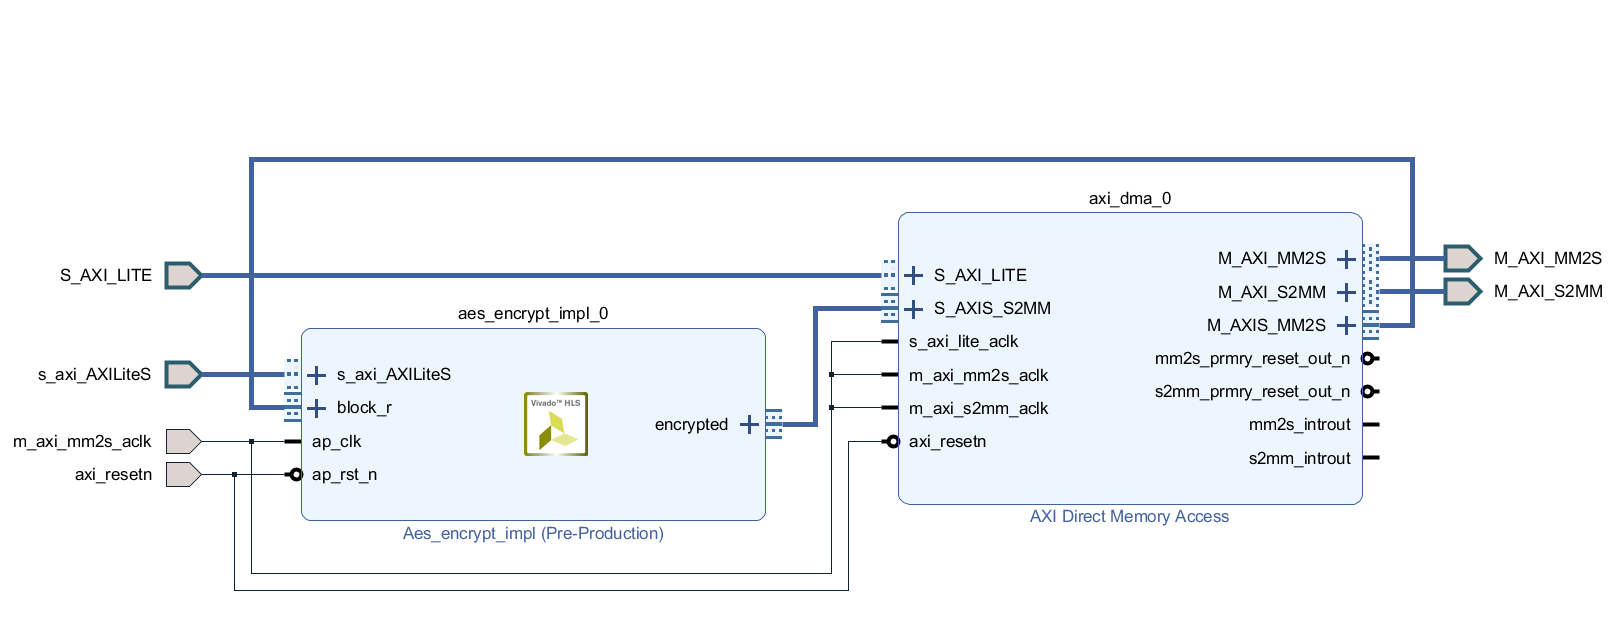 S_AXI_LITE
s_axi_AXILiteS
m_axi_mm2s_aclk
axi_resetn
aes_encrypt_impl_0
s_axi_AXILiteS
block_r
ap_clk
ap_rst_n
Vivado™ HLS
encrypted
Aes_encrypt_impl (Pre-Production)
axi_dma_0
S_AXI_LITE
S_AXIS_S2MM
s_axi_lite_aclk
m_axi_mm2s_aclk
m_axi_s2mm_aclk
axi_resetn
M_AXI_MM2S
M_AXI_S2MM
M_AXIS_MM2S
mm2s_prmry_reset_out_n
s2mm_prmry_reset_out_n
mm2s_introut
s2mm_introut
AXI Direct Memory Access
M_AXI_MM2S
M_AXI_S2MM